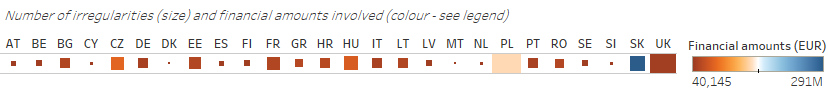 Number of irregularities (size) and financial amounts involved (colour - see legend)
AT BE BG CY CZ DE DK EE ES FI FR GR HR HU IT LT LV MT NL PL PT RO SE SI SK UK
Financial amounts (EUR)
40,145 291M